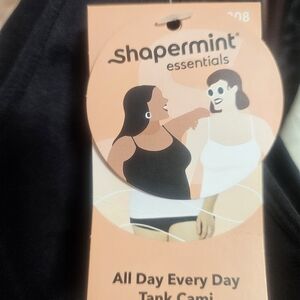 shapermint®
essentials
All Day Every Day
Tank Cami